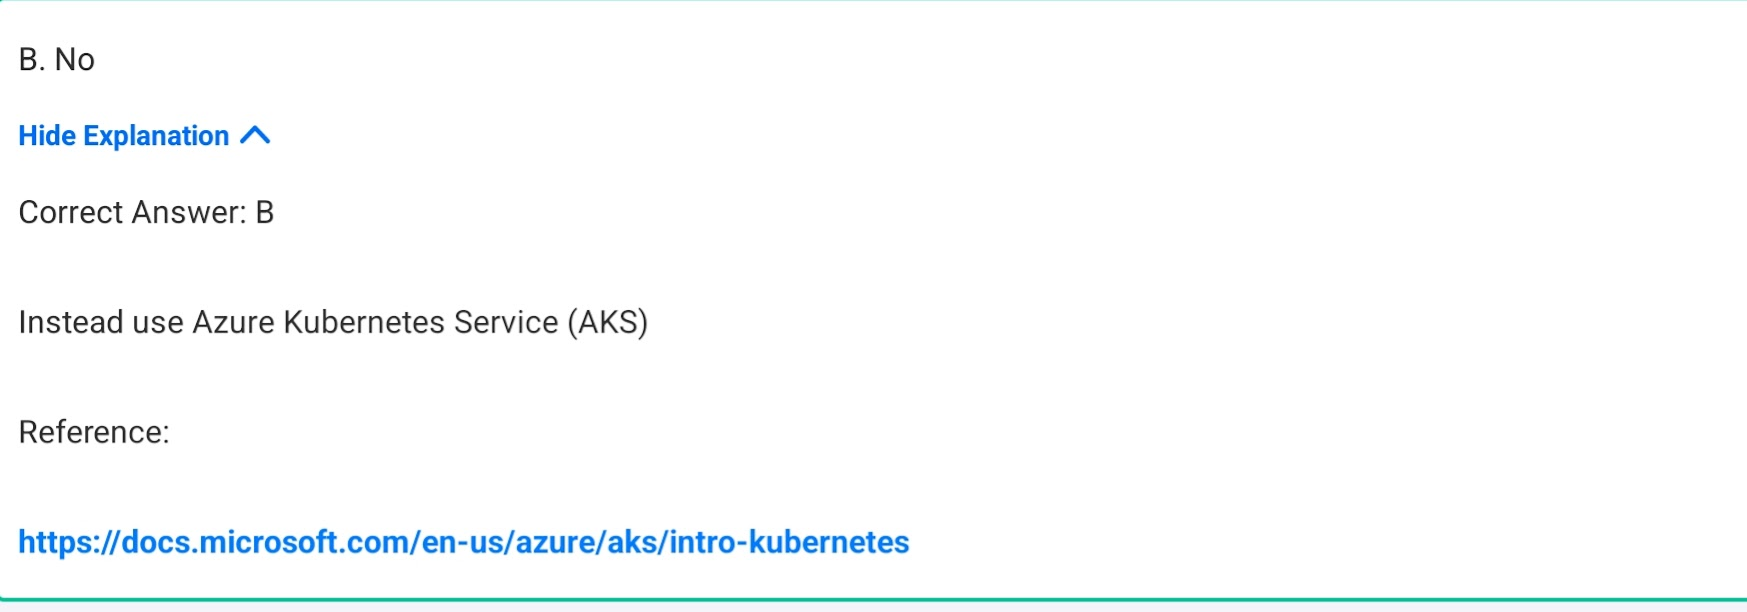 B. No
Hide Explanation
Correct Answer: B
Instead use Azure Kubernetes Service (AKS)
Reference:
https://docs.microsoft.com/en-us/azure/aks/intro-kubernetes